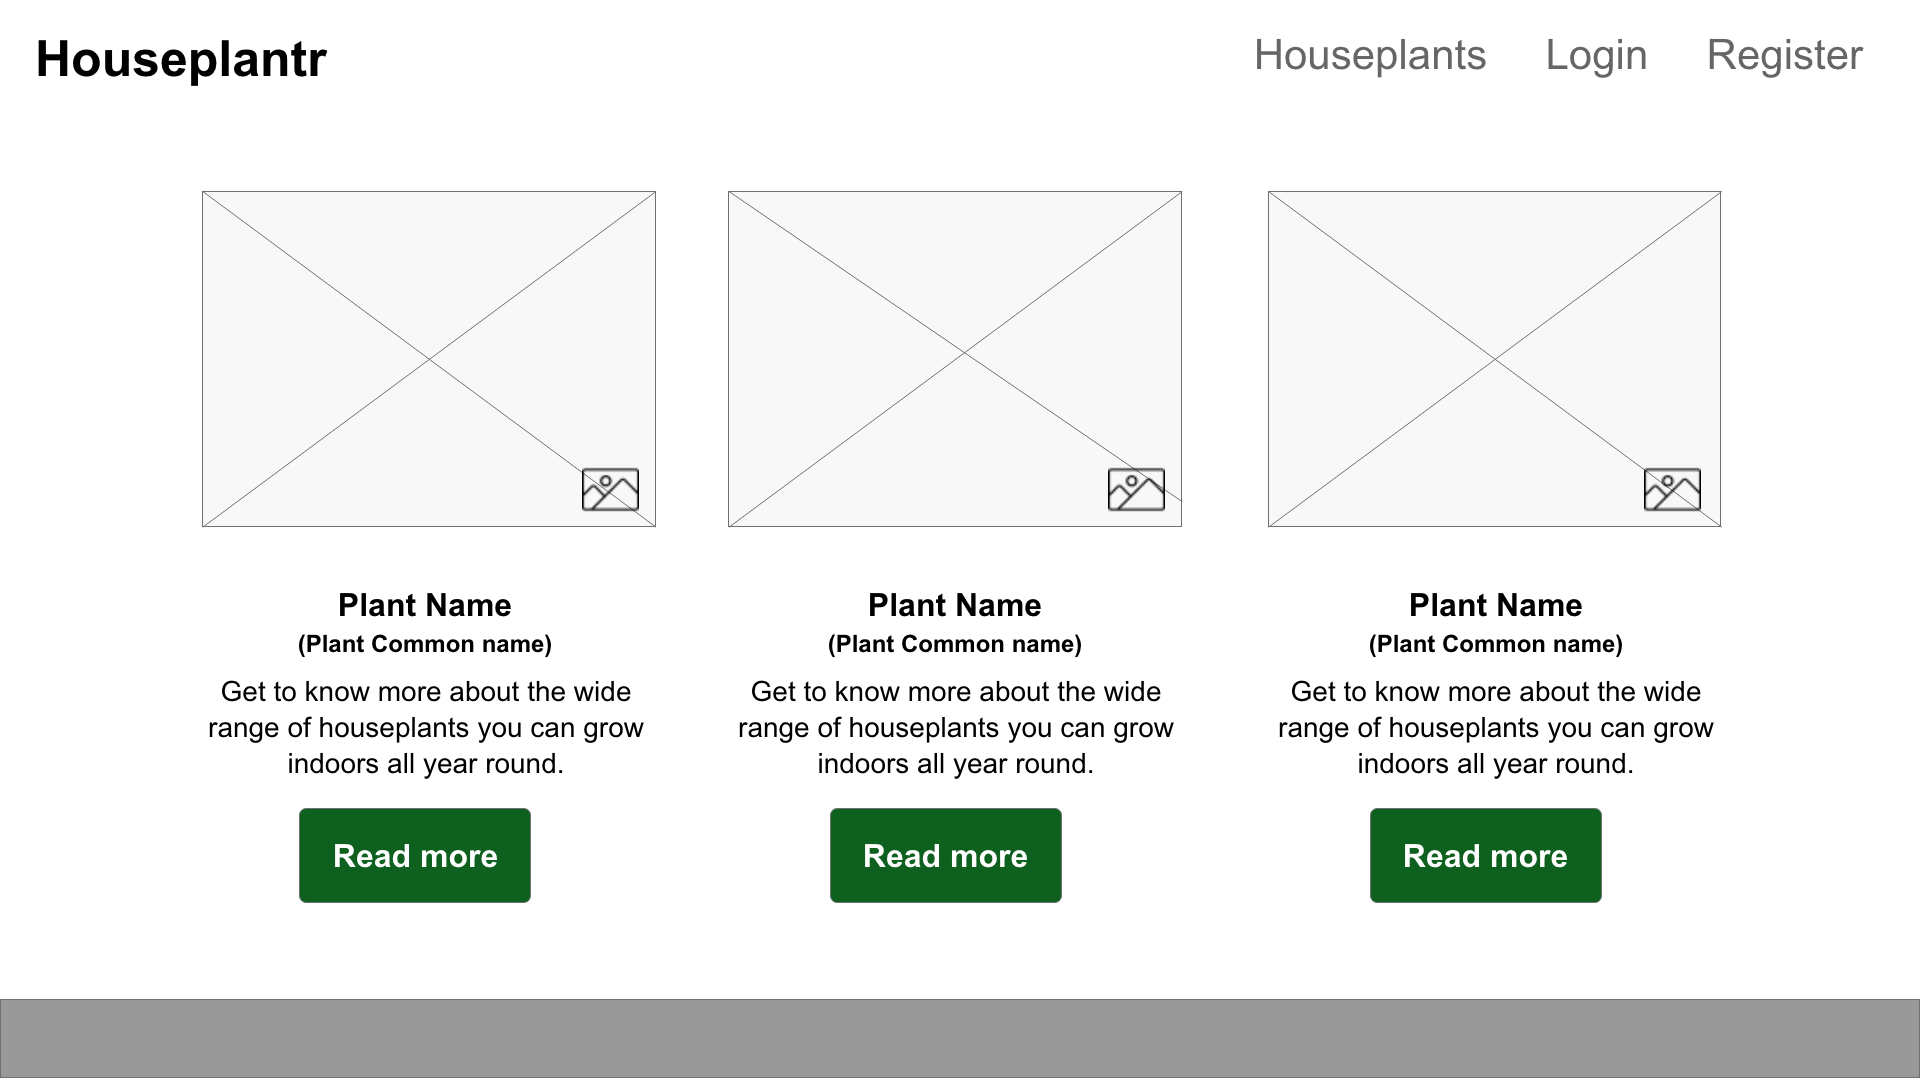 Houseplantr
Houseplants Login Register
Plant Name
(Plant Common name)
Get to know more about the wide
range of houseplants you can grow
indoors all year round.
Read more
Plant Name
(Plant Common name)
Get to know more about the wide
range of houseplants you can grow
indoors all year round.
Read more
Plant Name
(Plant Common name)
Get to know more about the wide
range of houseplants you can grow
indoors all year round.
Read more